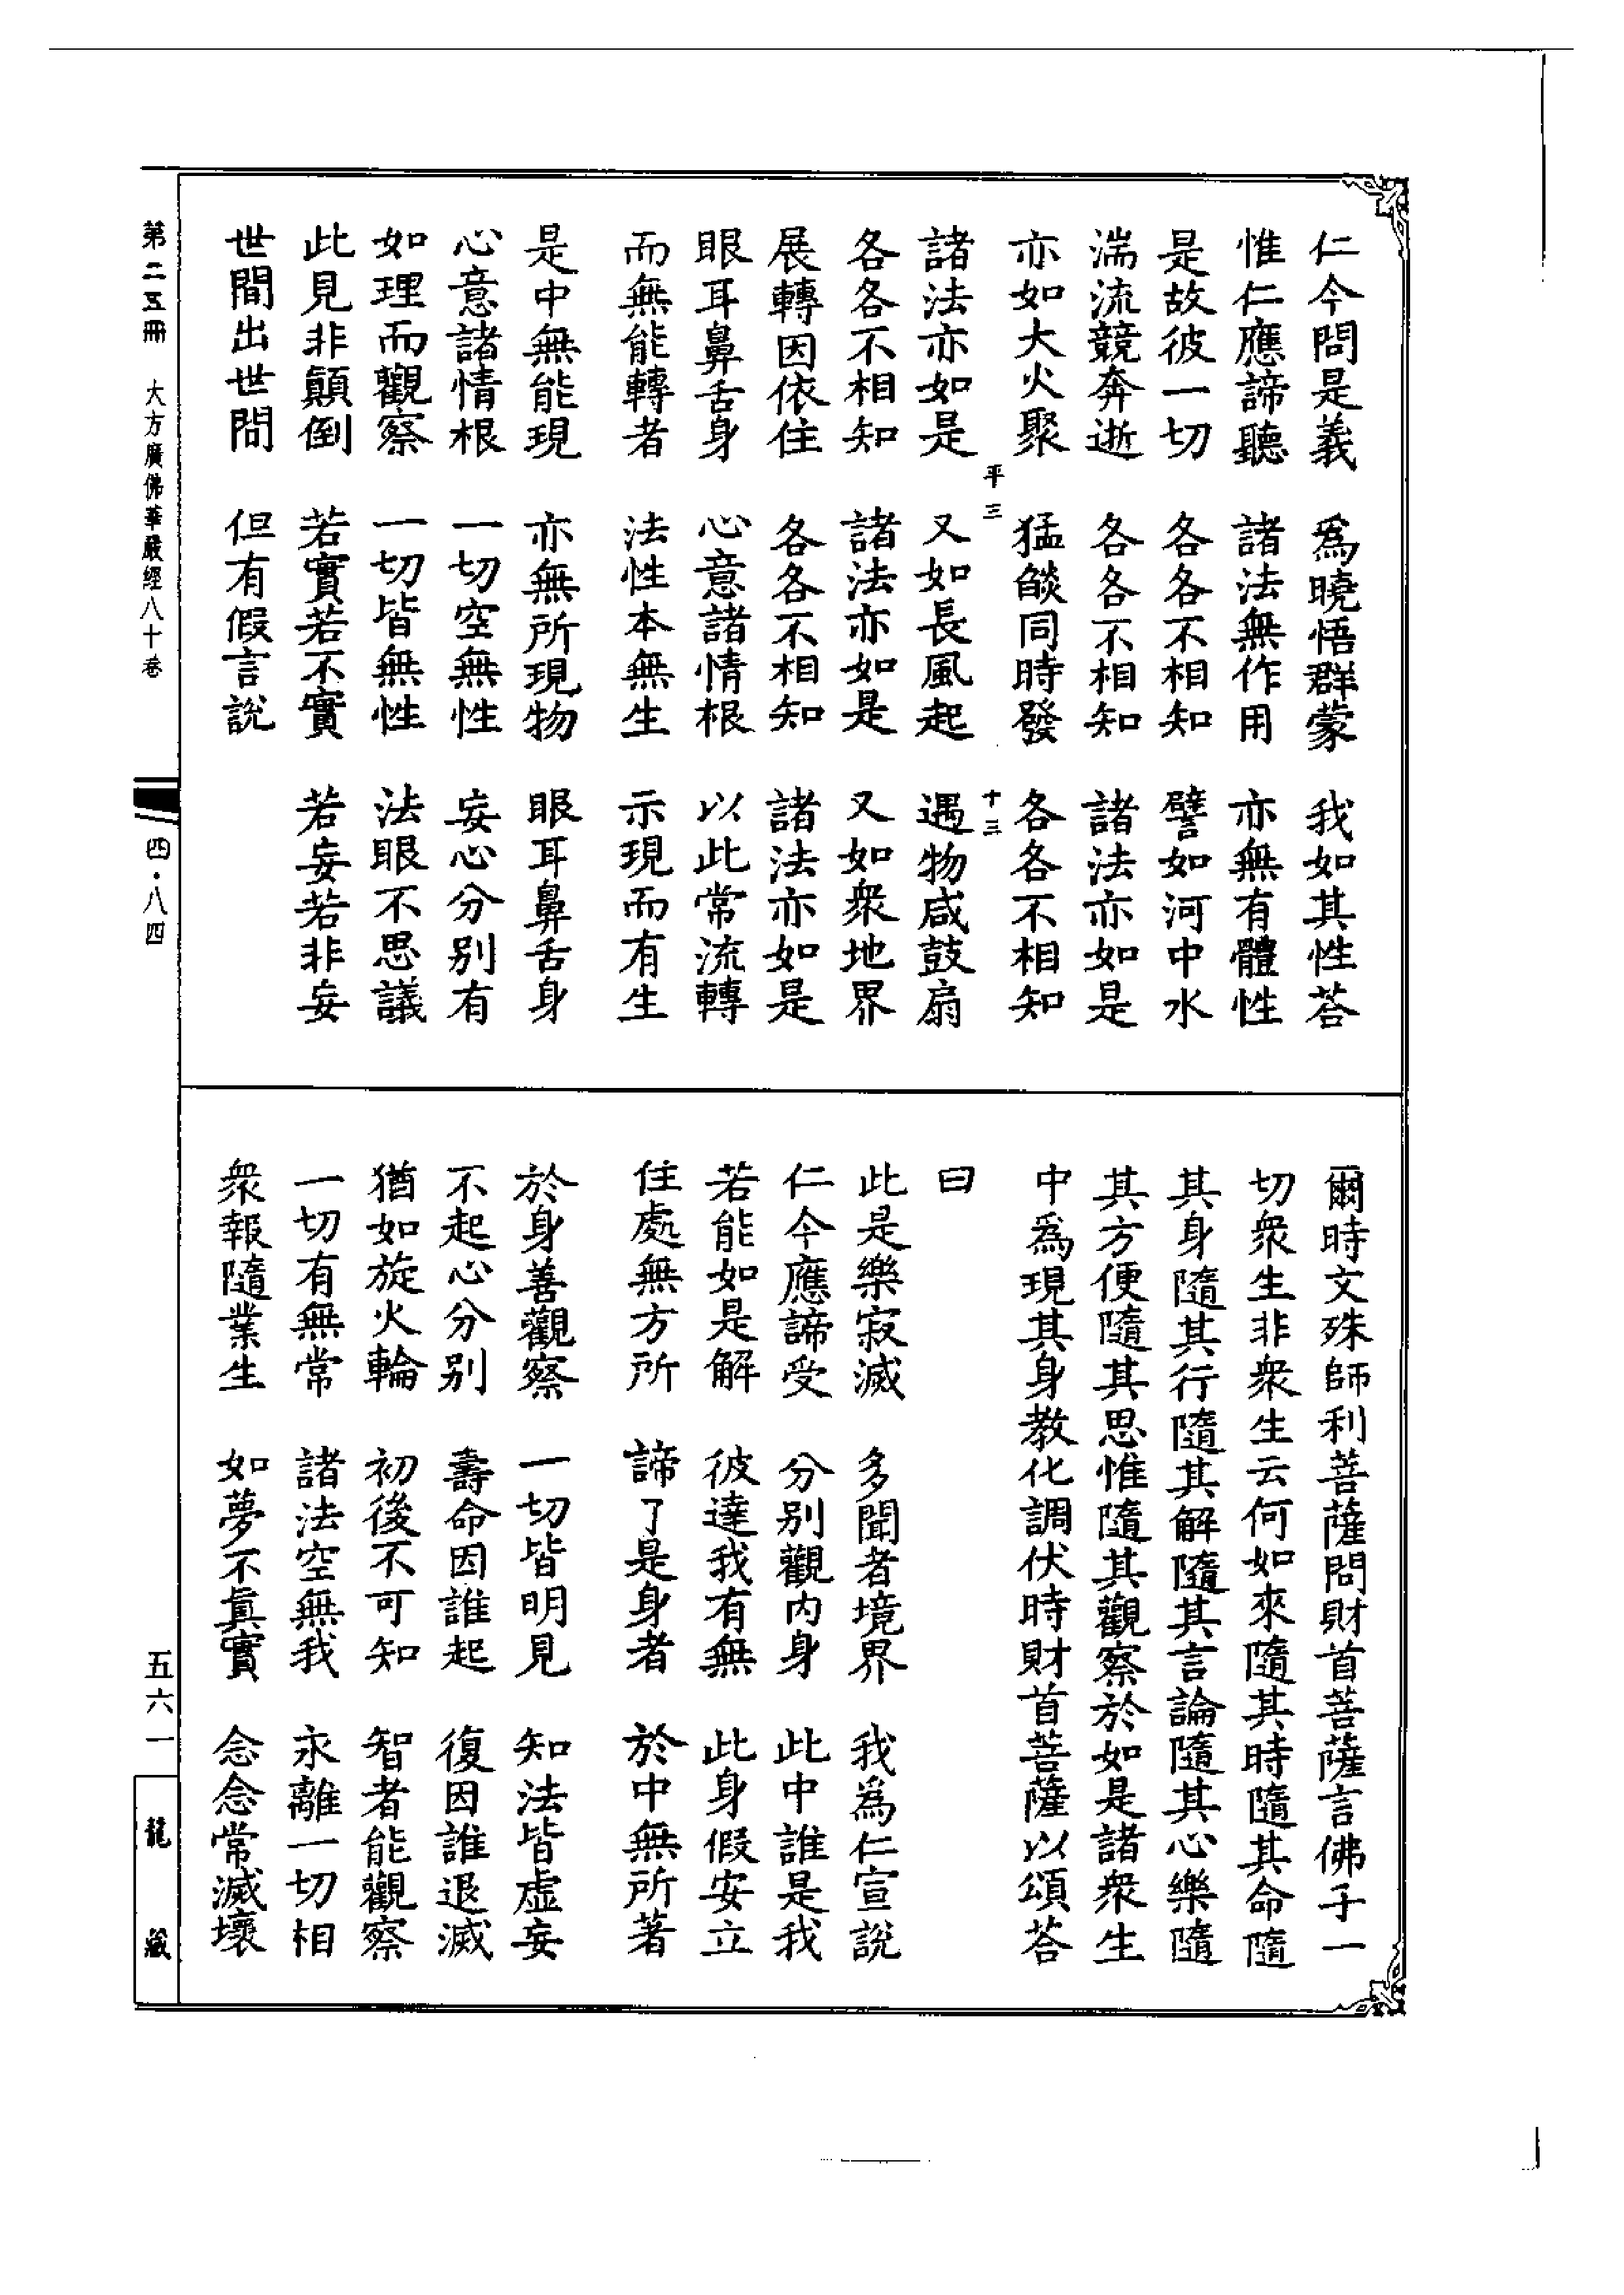 仁今問是義　爲曉悟群蒙　我如其性荅
惟仁應諦聽　諸法無作用　亦無有體性
是故彼一切　各各不相知　譬如河中水
湍流競奔逝　各各不相知　諸法亦如是
亦如大火聚　猛燄同時發　各各不相知
平三　十三
諸法亦如是　又如長風起　遇物咸鼓扇
各各不相知　諸法亦如是　又如衆地界
展轉因依住　各各不相知　諸法亦如是
眼耳鼻舌身　心意諸情根　以此常流轉
而無能轉者　法性本無生　示現而有生
是中無能現　亦無所現物　眼耳鼻舌身
心意諸情根　一切空無性　妄心分別有
如理而觀察　一切皆無性　法眼不思議
此見非顛倒　若實若不實　若妄若非妄
世間出世間　但有假言說
爾時文殊師利菩薩問財首菩薩言佛子一
切衆生非衆生云何如來隨其時隨其命隨
其身隨其行隨其解隨其言論隨其心樂隨
其方便隨其思惟隨其觀察於如是諸衆生
中爲現其身教化調伏時財首菩薩以頌荅
曰
此是樂寂滅　多聞者境界　我爲仁宣說
仁今應諦受　分別觀內身　此中誰是我
若能如是解　彼達我有無　此身假安立
住處無方所　諦了是身者　於中無所著
於身善觀察　一切皆明見　知法皆虛妄
不起心分別　壽命因誰起　復因誰退滅
猶如旋火輪　初後不可知　智者能觀察
一切有無常　諸法空無我　永離一切相
衆報隨業生　如夢不眞實　念念常滅壞
第二五冊　大方廣佛華嚴經八十卷　四·八四　五六一　龍藏